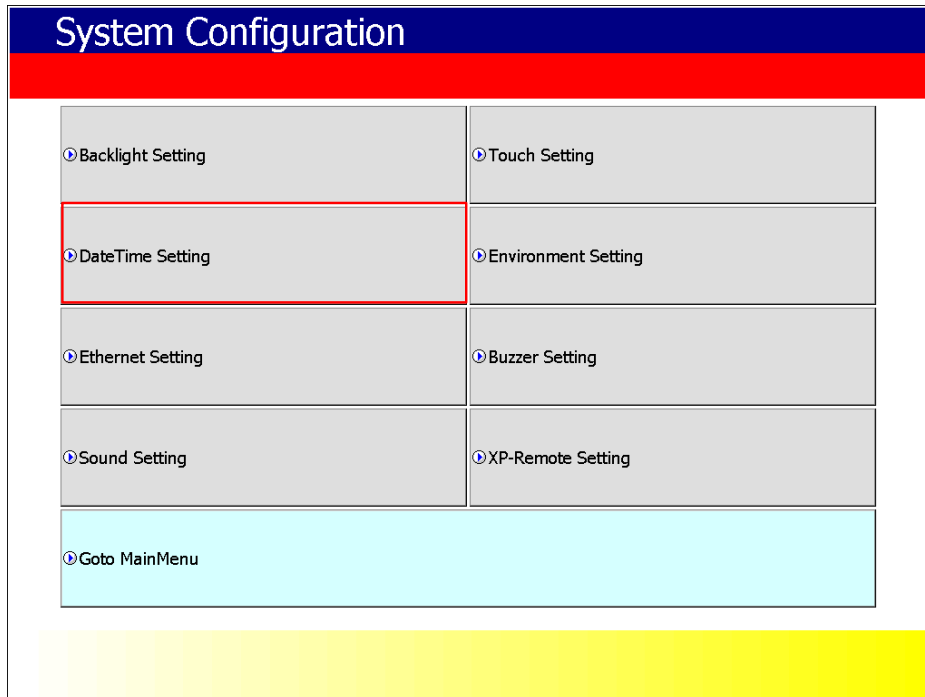 System Configuration
Backlight Setting
Touch Setting
DateTime Setting
Environment Setting
Ethernet Setting
Buzzer Setting
Sound Setting
XP-Remote Setting
Goto MainMenu